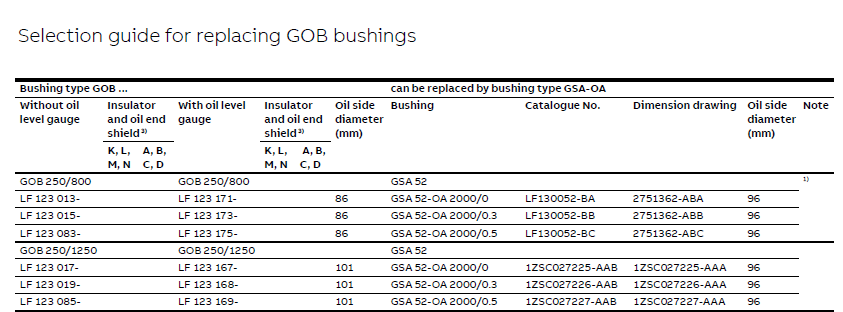 Selection guide for replacing GOB bushings
Bushing type GOB ... can be replaced by bushing type GSA-OA
Without oil Insulator With oil level Insulator Oil side Bushing Catalogue No. Dimension drawing Oil side Note
level gauge and oil end gauge and oil end diameter diameter
shield 3) shield 3) (mm) (mm)
K, L, A, B, K, L, A, B,
M, N C, D M, N C, D
GOB 250/800 GOB 250/800 GSA 52 1)
LF 123 013- LF 123 171- 86 GSA 52-OA 2000/0 LF130052-BA 2751362-ABA 96
LF 123 015- LF 123 173- 86 GSA 52-OA 2000/0.3 LF130052-BB 2751362-ABB 96
LF 123 083- LF 123 175- 86 GSA 52-OA 2000/0.5 LF130052-BC 2751362-ABC 96
GOB 250/1250 GOB 250/1250 GSA 52
LF 123 017- LF 123 167- 101 GSA 52-OA 2000/0 1ZSC027225-AAB 1ZSC027225-AAA 96
LF 123 019- LF 123 168- 101 GSA 52-OA 2000/0.3 1ZSC027226-AAB 1ZSC027226-AAA 96
LF 123 085- LF 123 169- 101 GSA 52-OA 2000/0.5 1ZSC027227-AAB 1ZSC027227-AAA 96